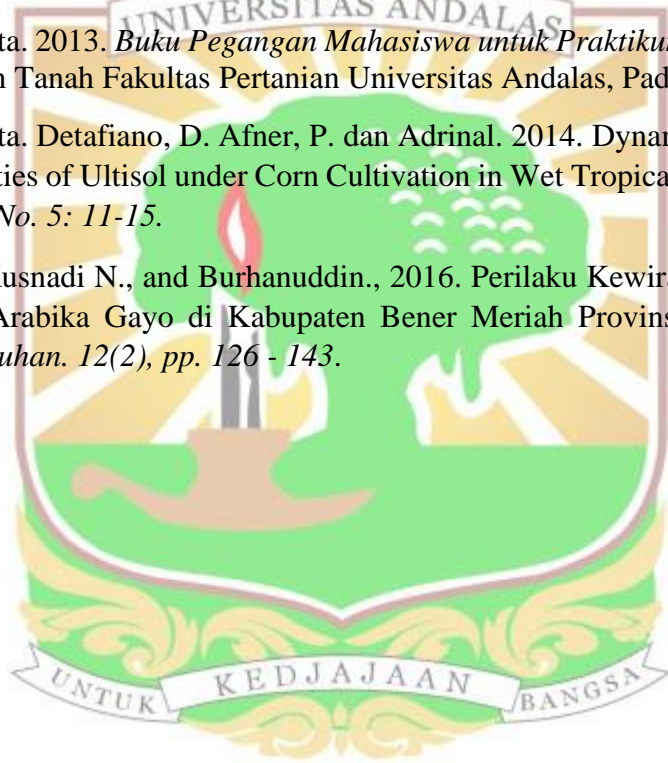 UNIVERSITAS ANDALAS
ta. 2013. Buku Pegangan Mahasiswa untuk Praktikum
n Tanah Fakultas Pertanian Universitas Andalas, Pad
ta. Detafiano, D. Afner, P. dan Adrinal. 2014. Dynam
ties of Ultisol under Corn Cultivation in Wet Tropica
No. 5: 11-15.
usnadi N., and Burhanuddin., 2016. Perilaku Kewira
Arabika Gayo di Kabupaten Bener Meriah Provins
uhan. 12(2), pp. 126 - 143.
UNTUK KEDJAJAAN BANGSA